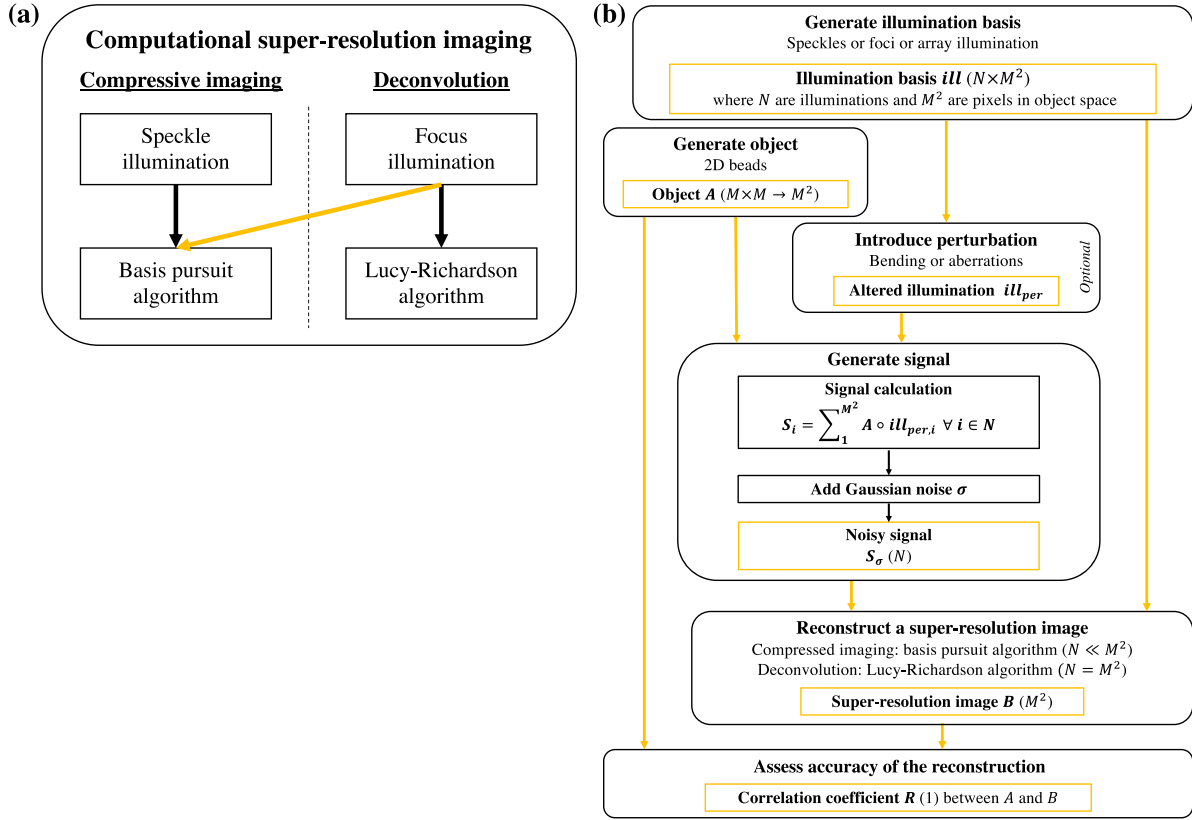 (a)
Computational super-resolution imaging
Compressive imaging
Deconvolution
Speckle
illumination
Focus
illumination
Basis pursuit
algorithm
Lucy-Richardson
algorithm
(b)
Generate illumination basis
Speckles or foci or array illumination
Illumination basis ill (N×M²)
where N are illuminations and M² are pixels in object space
Generate object
2D beads
Object A (M×M → M²)
Introduce perturbation
Bending or aberrations
Altered illumination ill_per
Optional
Generate signal
Signal calculation
S_i = ∑_1^{M²} A ∘ ill_{per,i} ∀ i ∈ N
Add Gaussian noise σ
Noisy signal
S_σ (N)
Reconstruct a super-resolution image
Compressed imaging: basis pursuit algorithm (N ≪ M²)
Deconvolution: Lucy-Richardson algorithm (N = M²)
Super-resolution image B (M²)
Assess accuracy of the reconstruction
Correlation coefficient R (1) between A and B